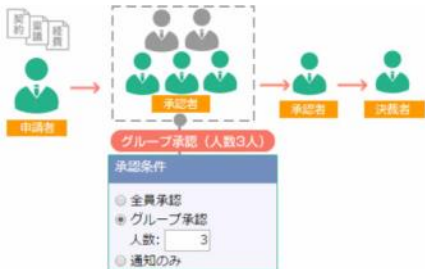 契約
稟議
経費
申請者
承認者
承認者
決裁者
グループ承認（人数3人）
承認条件
全員承認
グループ承認
人数: 3
通知のみ